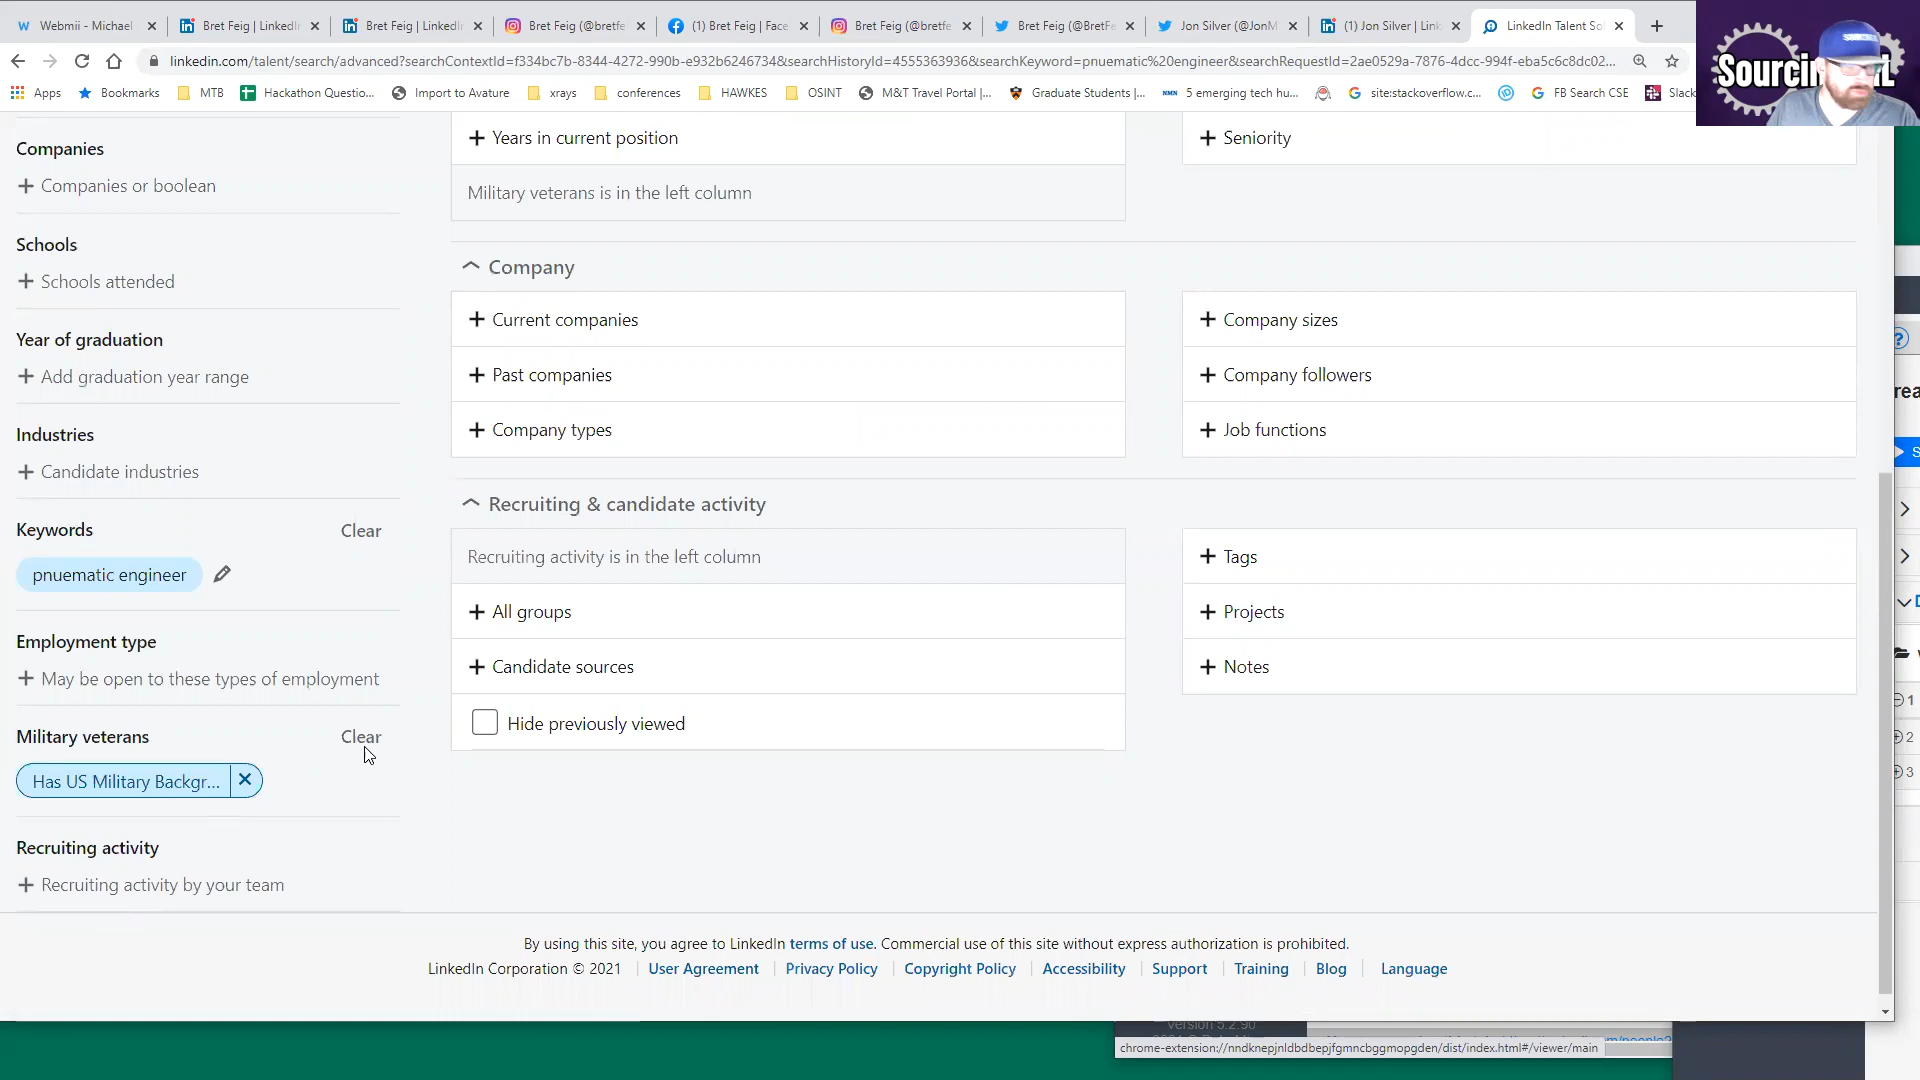 Webmii - Michael
Bret Feig | LinkedIn
Bret Feig | LinkedIn
Bret Feig (@bretfe
(1) Bret Feig | Face
Bret Feig (@bretfe
Bret Feig (@BretFe
Jon Silver (@JonM
(1) Jon Silver | Link
LinkedIn Talent So
linkedin.com/talent/search/advanced?searchContextId=f334bc7b-8344-4272-990b-e932b6246734&searchHistoryId=4555363936&searchKeyword=pnuematic%20engineer&searchRequestId=2ae0529a-7876-4dcc-994f-eba5c6c8dc02...
Apps
Bookmarks
MTB
Hackathon Questio...
Import to Avature
xrays
conferences
HAWKES
OSINT
M&T Travel Portal |...
Graduate Students |...
5 emerging tech hu...
site:stackoverflow.c...
FB Search CSE
Slack
Companies
+ Companies or boolean
Schools
+ Schools attended
Year of graduation
+ Add graduation year range
Industries
+ Candidate industries
Keywords Clear
pnuematic engineer
Employment type
+ May be open to these types of employment
Military veterans Clear
Has US Military Backgr...
Recruiting activity
+ Recruiting activity by your team
+ Years in current position
+ Seniority
Military veterans is in the left column
Company
+ Current companies
+ Company sizes
+ Past companies
+ Company followers
+ Company types
+ Job functions
Recruiting & candidate activity
Recruiting activity is in the left column
+ Tags
+ All groups
+ Projects
+ Candidate sources
+ Notes
Hide previously viewed
By using this site, you agree to LinkedIn terms of use. Commercial use of this site without express authorization is prohibited.
LinkedIn Corporation © 2021 | User Agreement | Privacy Policy | Copyright Policy | Accessibility | Support | Training | Blog | Language
Version 5.2.90
chrome-extension://nndknepjnldbdbepjfgmncbggmopgden/dist/index.html#/viewer/main